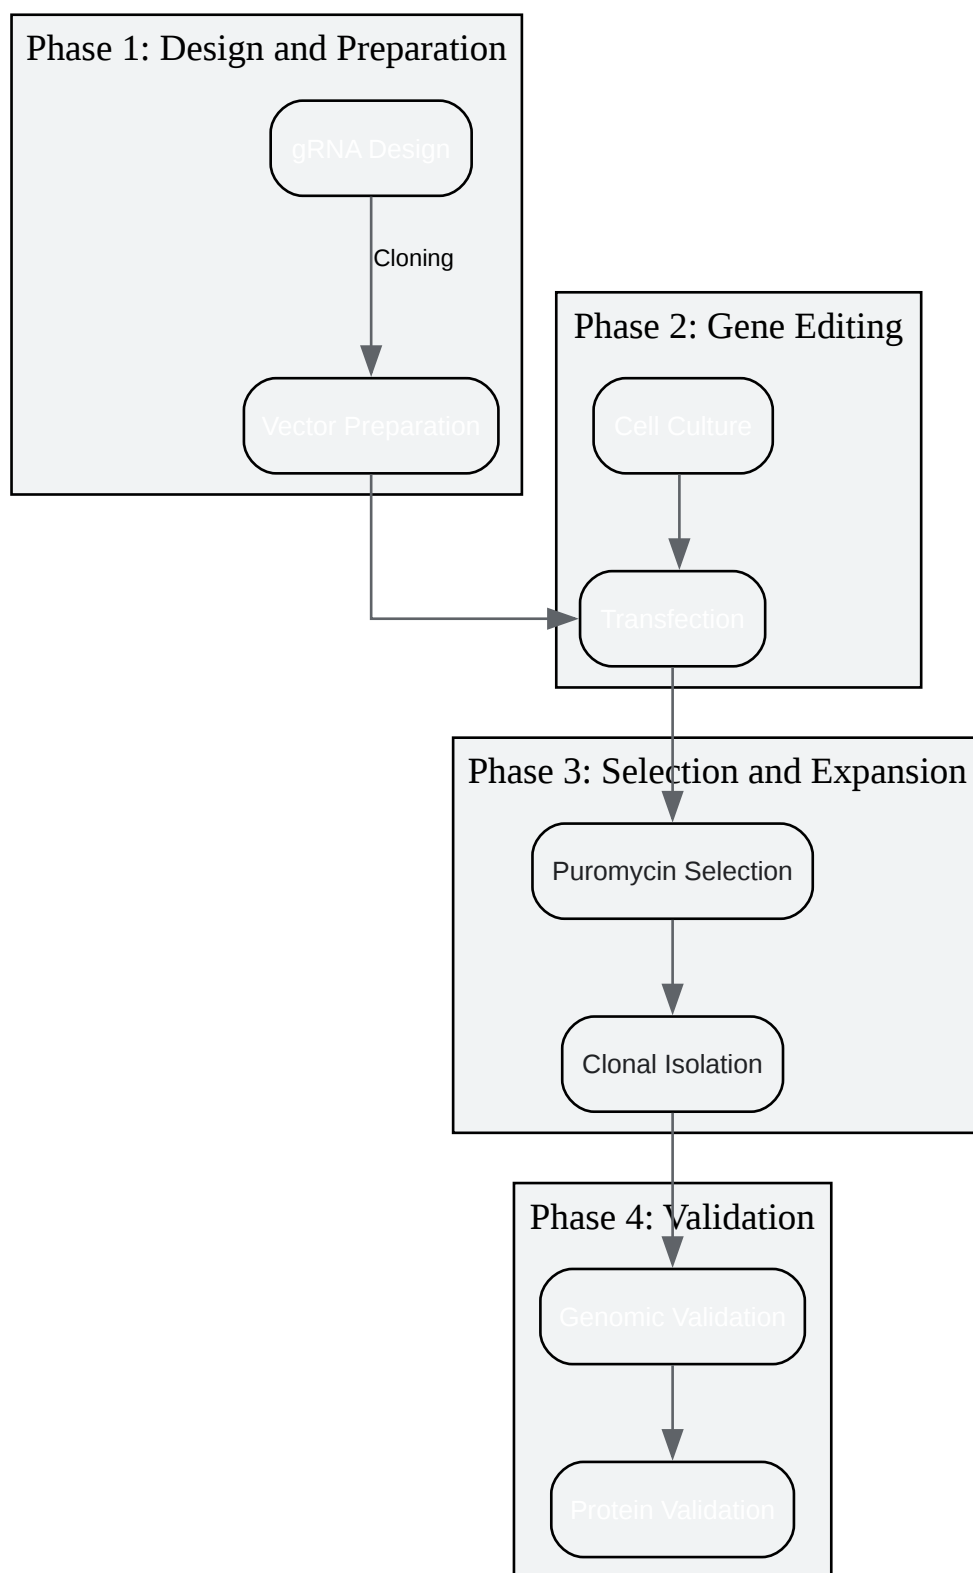 Phase 1: Design and Preparation
gRNA Design
Cloning
Vector Preparation
Phase 2: Gene Editing
Cell Culture
Transfection
Phase 3: Selection and Expansion
Puromycin Selection
Clonal Isolation
Phase 4: Validation
Genomic Validation
Protein Validation